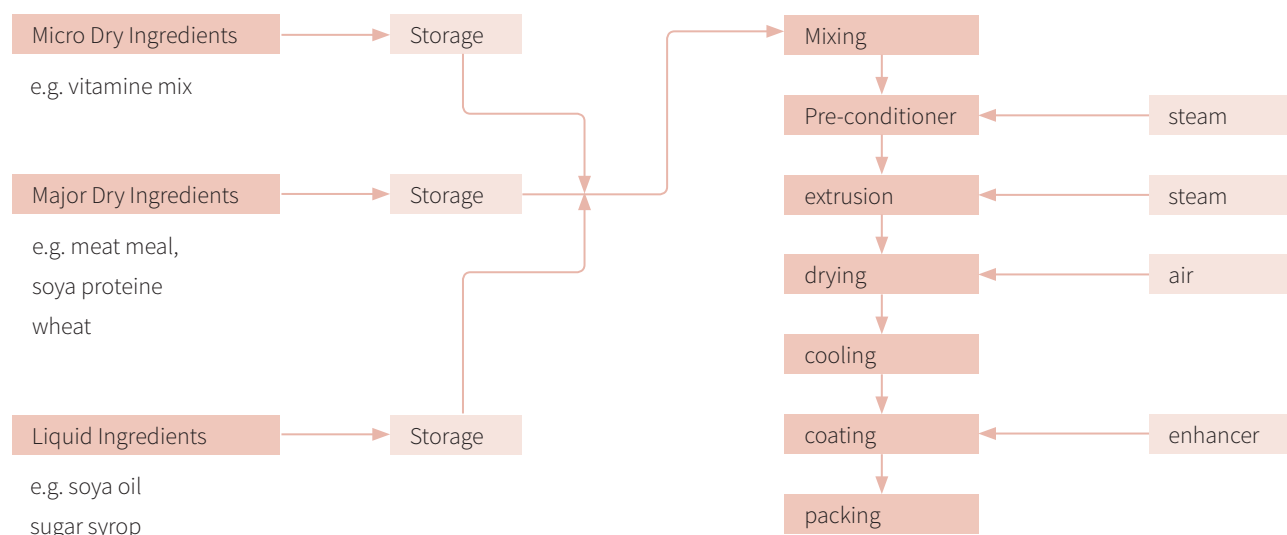 Micro Dry Ingredients
Storage
e.g. vitamine mix
Major Dry Ingredients
Storage
e.g. meat meal,
soya proteine
wheat
Liquid Ingredients
Storage
e.g. soya oil
sugar syrop
Mixing
Pre-conditioner
steam
extrusion
steam
drying
air
cooling
coating
enhancer
packing